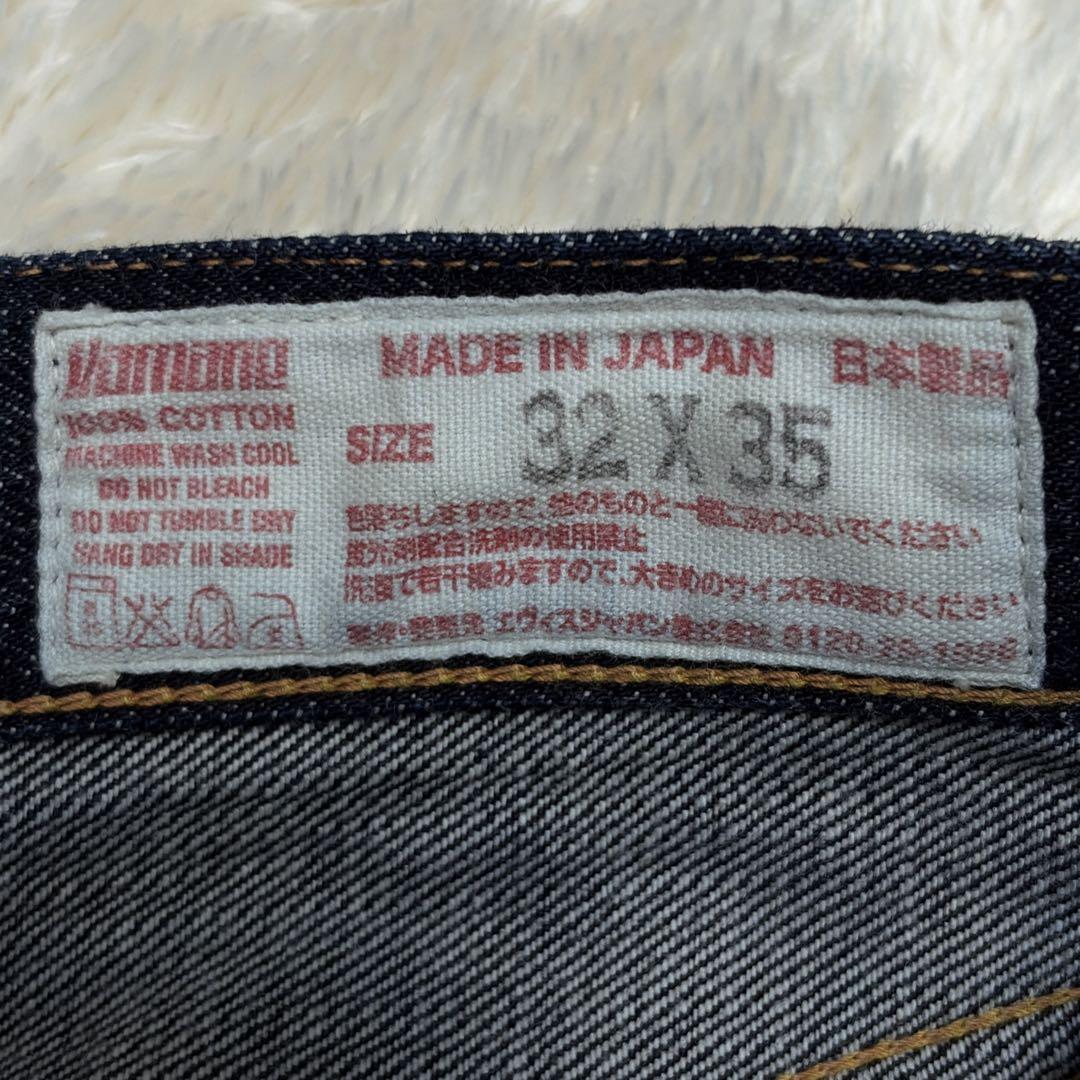 Yamane
100% COTTON
MACHINE WASH COOL
DO NOT BLEACH
DO NOT TUMBLE DRY
HANG DRY IN SHADE
MADE IN JAPAN 日本製品
SIZE 32 X 35
色落ちしますので、他のものと一緒に洗わないでください
蛍光剤配合洗剤の使用禁止
洗濯で若干縮みますので、大きめのサイズをお選びください
エヴィスジャパン株式会社 0120-